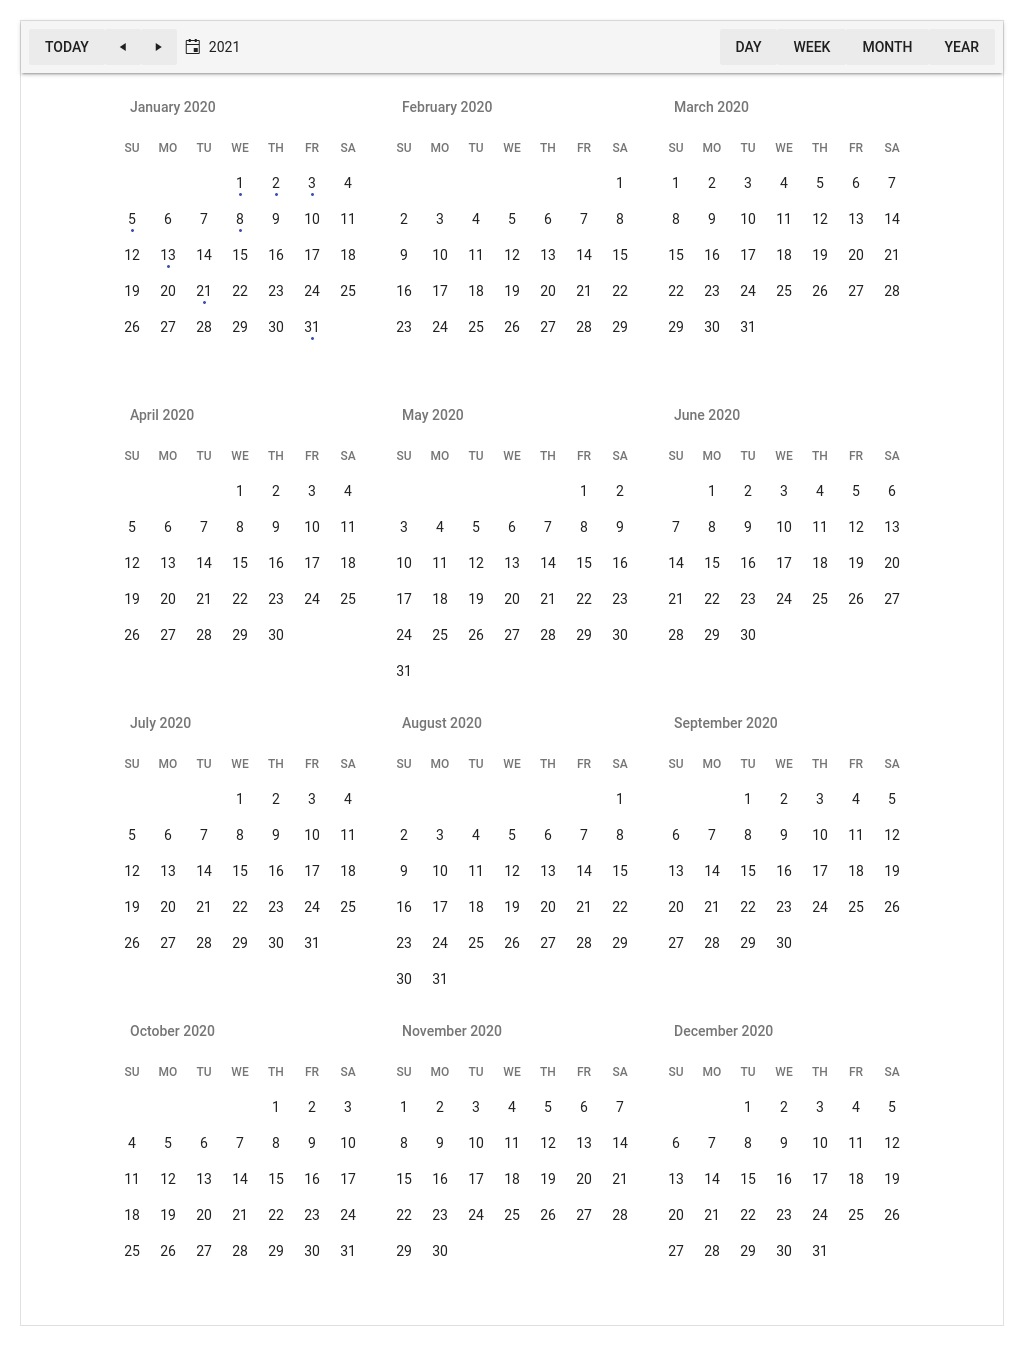 TODAY 2021 DAY WEEK MONTH YEAR
January 2020 February 2020 March 2020
SU MO TU WE TH FR SA SU MO TU WE TH FR SA SU MO TU WE TH FR SA
1 2 3 4 1 1 2 3 4 5 6 7
5 6 7 8 9 10 11 2 3 4 5 6 7 8 8 9 10 11 12 13 14
12 13 14 15 16 17 18 9 10 11 12 13 14 15 15 16 17 18 19 20 21
19 20 21 22 23 24 25 16 17 18 19 20 21 22 22 23 24 25 26 27 28
26 27 28 29 30 31 23 24 25 26 27 28 29 29 30 31
April 2020 May 2020 June 2020
SU MO TU WE TH FR SA SU MO TU WE TH FR SA SU MO TU WE TH FR SA
1 2 3 4 1 2 1 2 3 4 5 6
5 6 7 8 9 10 11 3 4 5 6 7 8 9 7 8 9 10 11 12 13
12 13 14 15 16 17 18 10 11 12 13 14 15 16 14 15 16 17 18 19 20
19 20 21 22 23 24 25 17 18 19 20 21 22 23 21 22 23 24 25 26 27
26 27 28 29 30 24 25 26 27 28 29 30 28 29 30
31
July 2020 August 2020 September 2020
SU MO TU WE TH FR SA SU MO TU WE TH FR SA SU MO TU WE TH FR SA
1 2 3 4 1 1 2 3 4 5
5 6 7 8 9 10 11 2 3 4 5 6 7 8 6 7 8 9 10 11 12
12 13 14 15 16 17 18 9 10 11 12 13 14 15 13 14 15 16 17 18 19
19 20 21 22 23 24 25 16 17 18 19 20 21 22 20 21 22 23 24 25 26
26 27 28 29 30 31 23 24 25 26 27 28 29 27 28 29 30
30 31
October 2020 November 2020 December 2020
SU MO TU WE TH FR SA SU MO TU WE TH FR SA SU MO TU WE TH FR SA
1 2 3 1 2 3 4 5 6 7 1 2 3 4 5
4 5 6 7 8 9 10 8 9 10 11 12 13 14 6 7 8 9 10 11 12
11 12 13 14 15 16 17 15 16 17 18 19 20 21 13 14 15 16 17 18 19
18 19 20 21 22 23 24 22 23 24 25 26 27 28 20 21 22 23 24 25 26
25 26 27 28 29 30 31 29 30 27 28 29 30 31